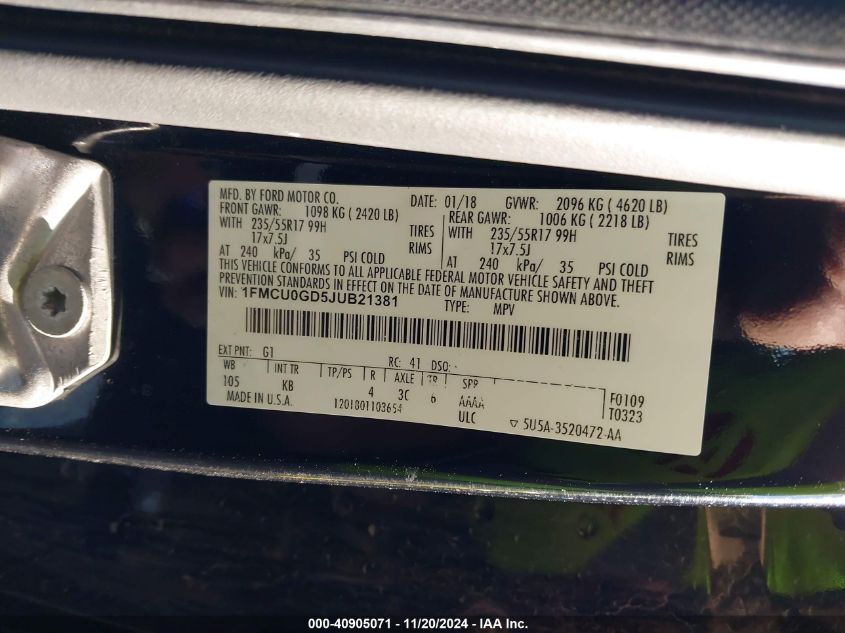 MFD. BY FORD MOTOR CO. DATE: 01/18 GVWR: 2096 KG ( 4620 LB)
FRONT GAWR: 1098 KG ( 2420 LB) REAR GAWR: 1006 KG ( 2218 LB)
WITH 235/55R17 99H TIRES WITH 235/55R17 99H TIRES
17x7.5J RIMS 17x7.5J RIMS
AT 240 kPa/ 35 PSI COLD AT 240 kPa/ 35 PSI COLD
THIS VEHICLE CONFORMS TO ALL APPLICABLE FEDERAL MOTOR VEHICLE SAFETY AND THEFT
PREVENTION STANDARDS IN EFFECT ON THE DATE OF MANUFACTURE SHOWN ABOVE.
VIN: 1FMCU0GD5JUB21381 TYPE: MPV
EXT PNT: G1 RC: 41 DSO:
WB INT TR TP/PS R AXLE TR SPR
105 KB 4 3C 6 AAAA F0109
MADE IN U.S.A. 1201801103654 ULC T0323
▽ 5U5A-3520472-AA
000-40905071 - 11/20/2024 - IAA Inc.